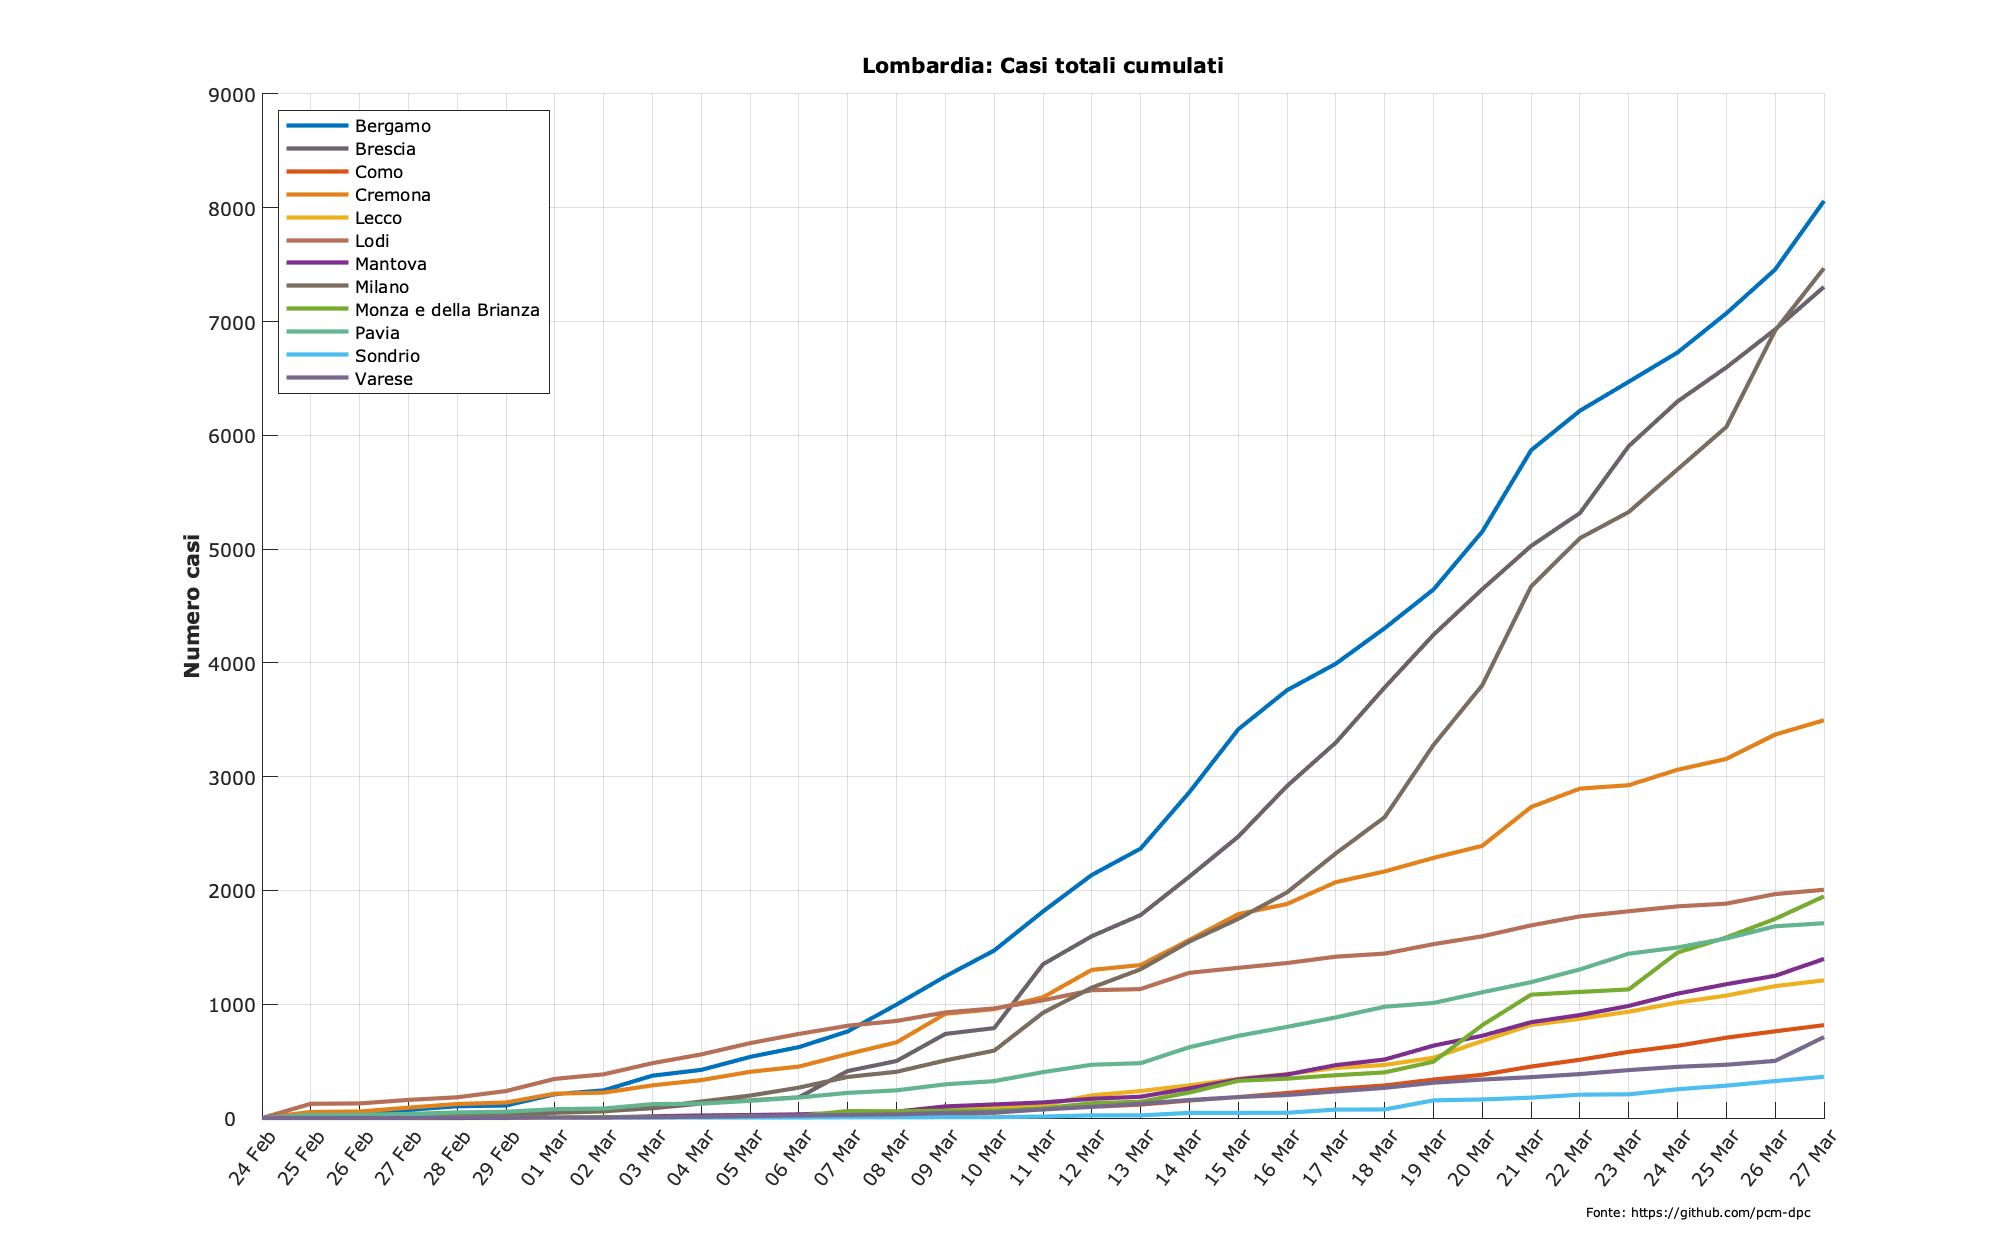 Lombardia: Casi totali cumulati
9000
8000
7000
6000
5000
4000
3000
2000
1000
0
Numero casi
Bergamo
Brescia
Como
Cremona
Lecco
Lodi
Mantova
Milano
Monza e della Brianza
Pavia
Sondrio
Varese
24 Feb
25 Feb
26 Feb
27 Feb
28 Feb
29 Feb
01 Mar
02 Mar
03 Mar
04 Mar
05 Mar
06 Mar
07 Mar
08 Mar
09 Mar
10 Mar
11 Mar
12 Mar
13 Mar
14 Mar
15 Mar
16 Mar
17 Mar
18 Mar
19 Mar
20 Mar
21 Mar
22 Mar
23 Mar
24 Mar
25 Mar
26 Mar
27 Mar
Fonte: https://github.com/pcm-dpc